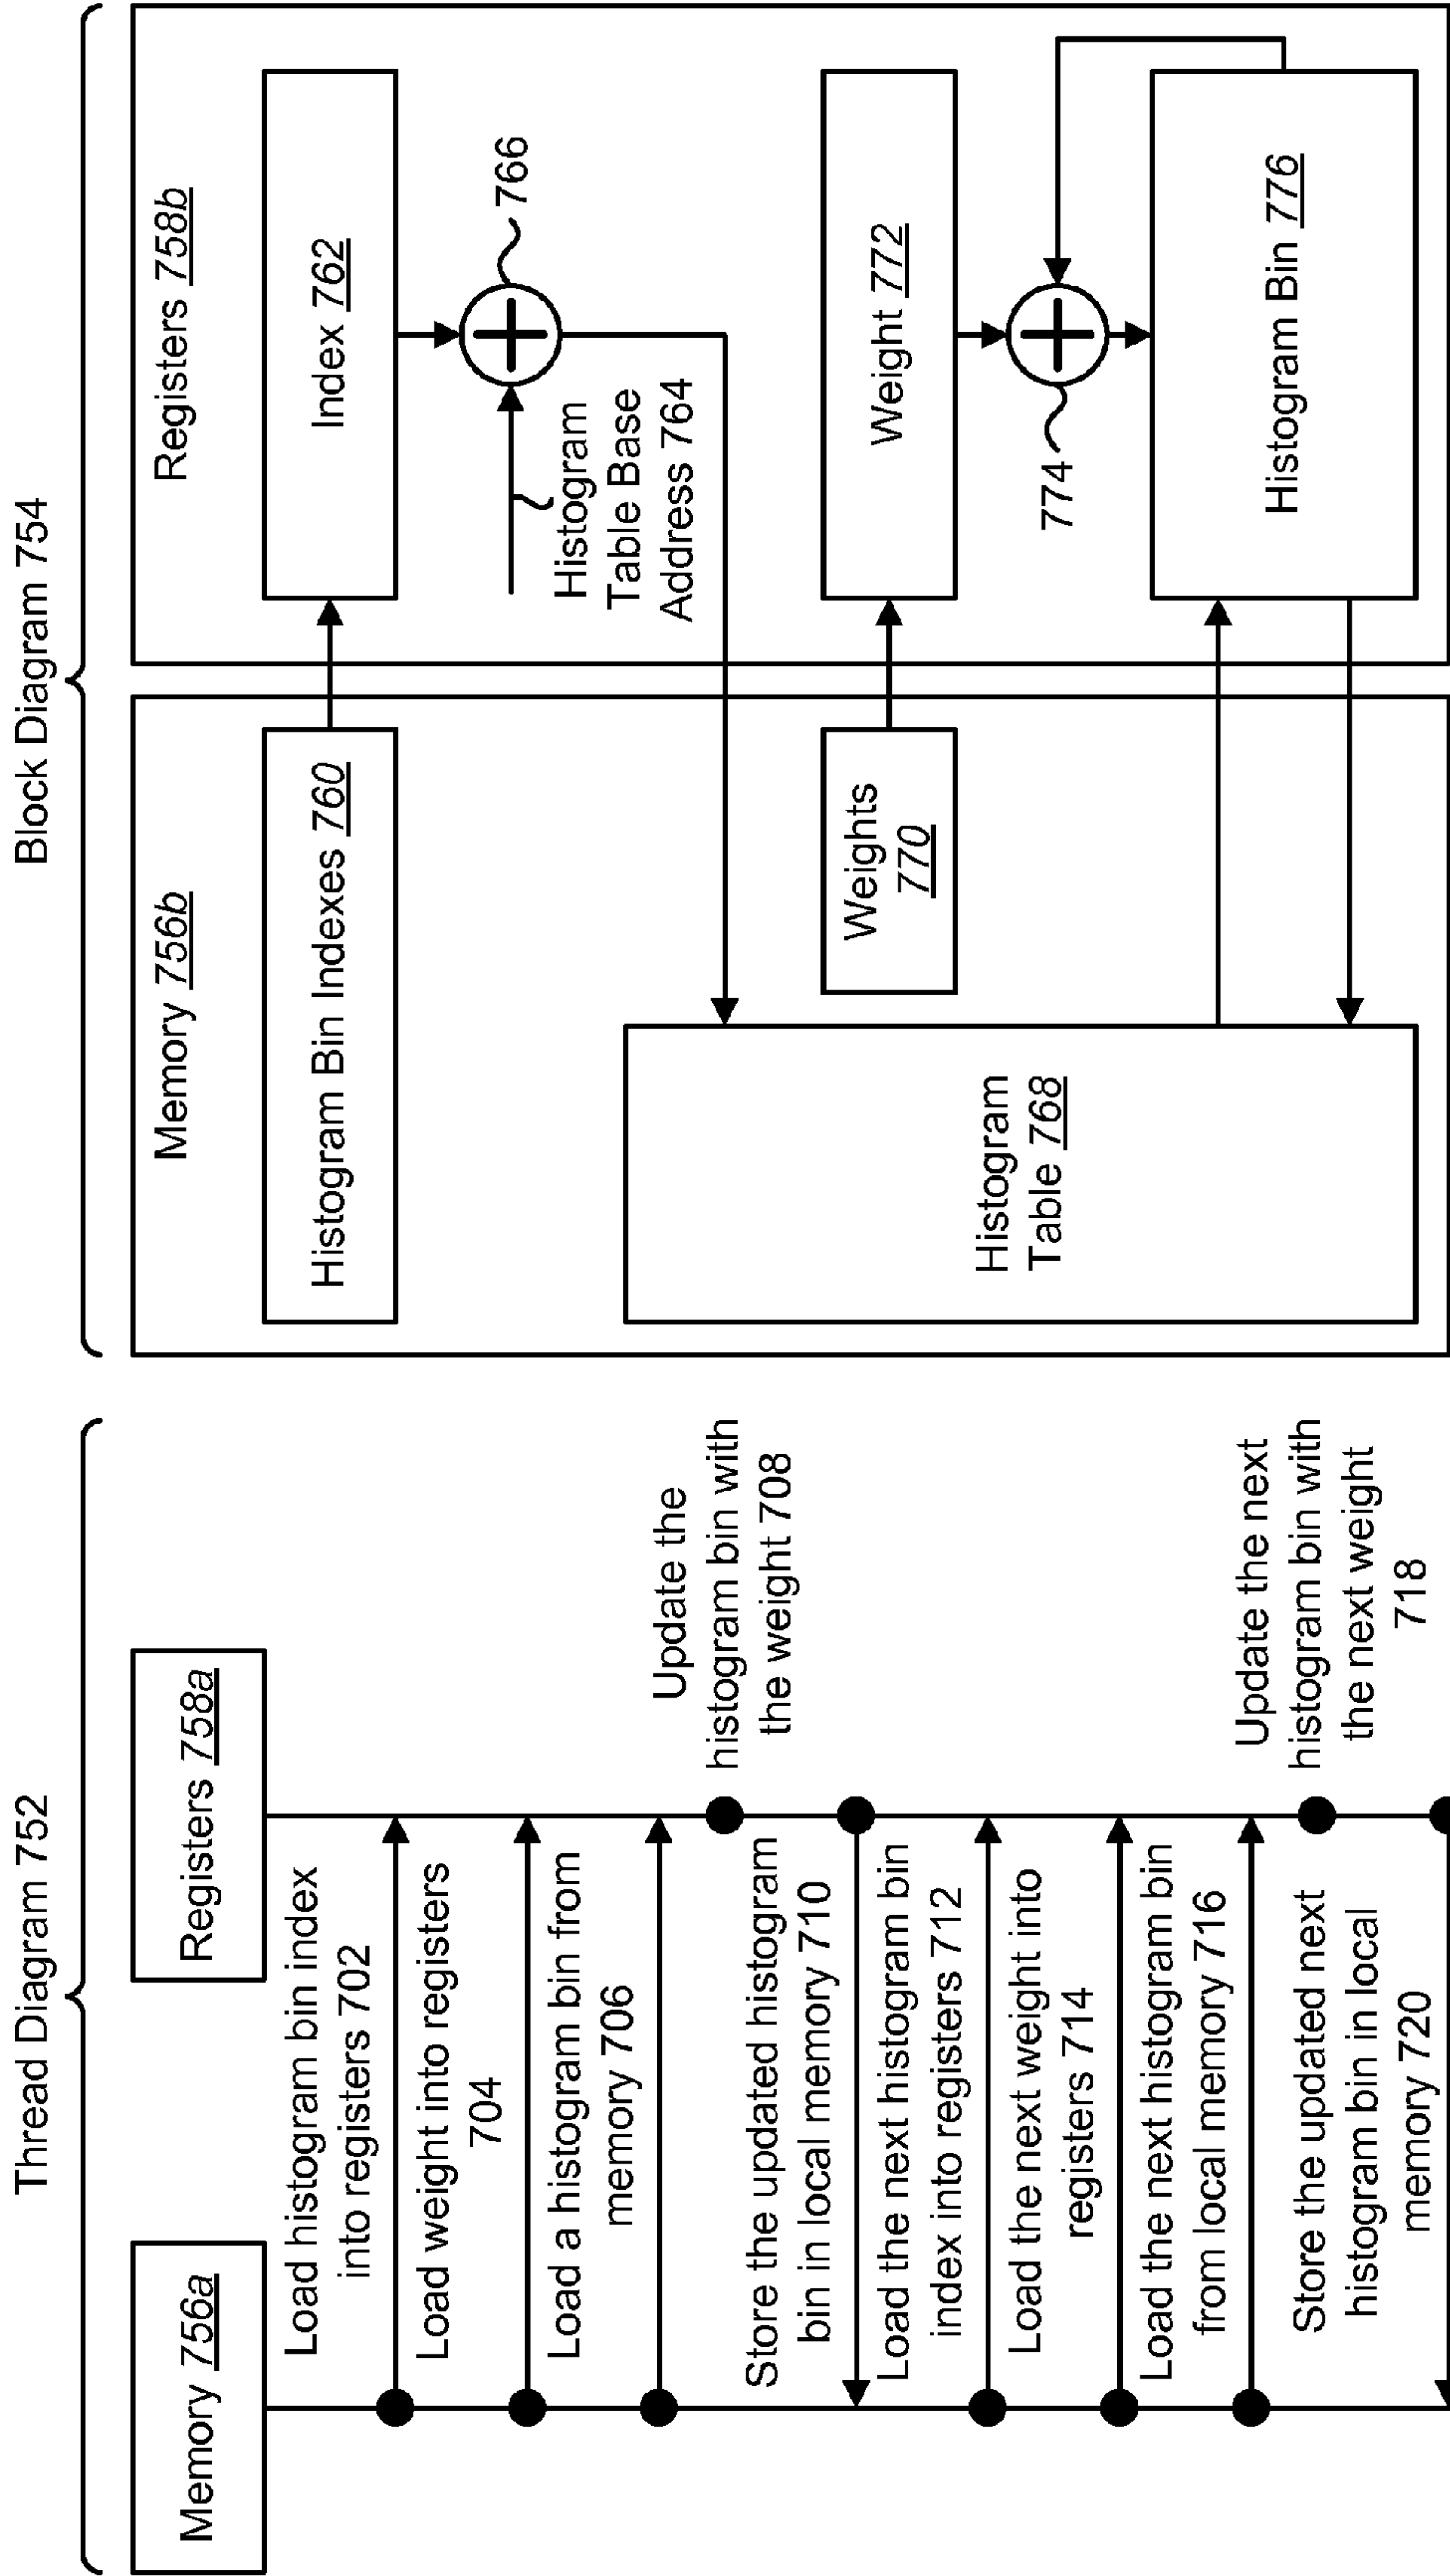 Thread Diagram 752
Memory 756a
Registers 758a
Load histogram bin index
into registers 702
Load weight into registers
704
Load a histogram bin from
memory 706
Update the
histogram bin with
the weight 708
Store the updated histogram
bin in local memory 710
Load the next histogram bin
index into registers 712
Load the next weight into
registers 714
Load the next histogram bin
from local memory 716
Update the next
histogram bin with
the next weight
718
Store the updated next
histogram bin in local
memory 720
Block Diagram 754
Memory 756b
Histogram Bin Indexes 760
Histogram
Table 768
Weights
770
Registers 758b
Index 762
766
Histogram
Table Base
Address 764
Weight 772
774
Histogram Bin 776